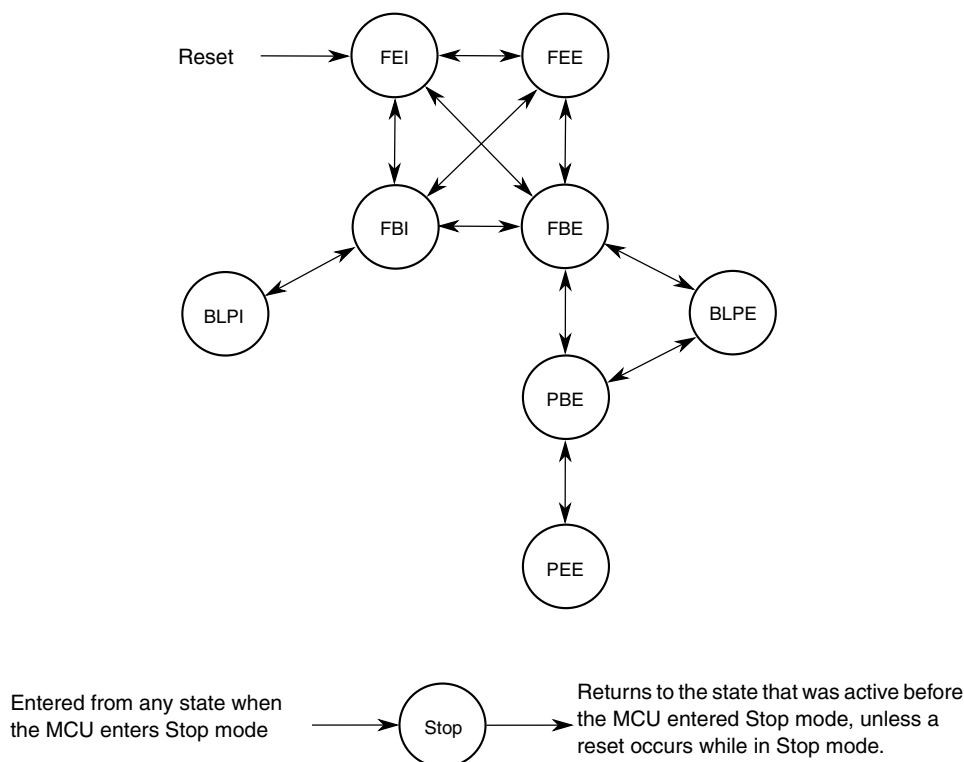 Reset
FEI
FEE
FBI
FBE
BLPI
BLPE
PBE
PEE
Entered from any state when
the MCU enters Stop mode
Stop
Returns to the state that was active before
the MCU entered Stop mode, unless a
reset occurs while in Stop mode.